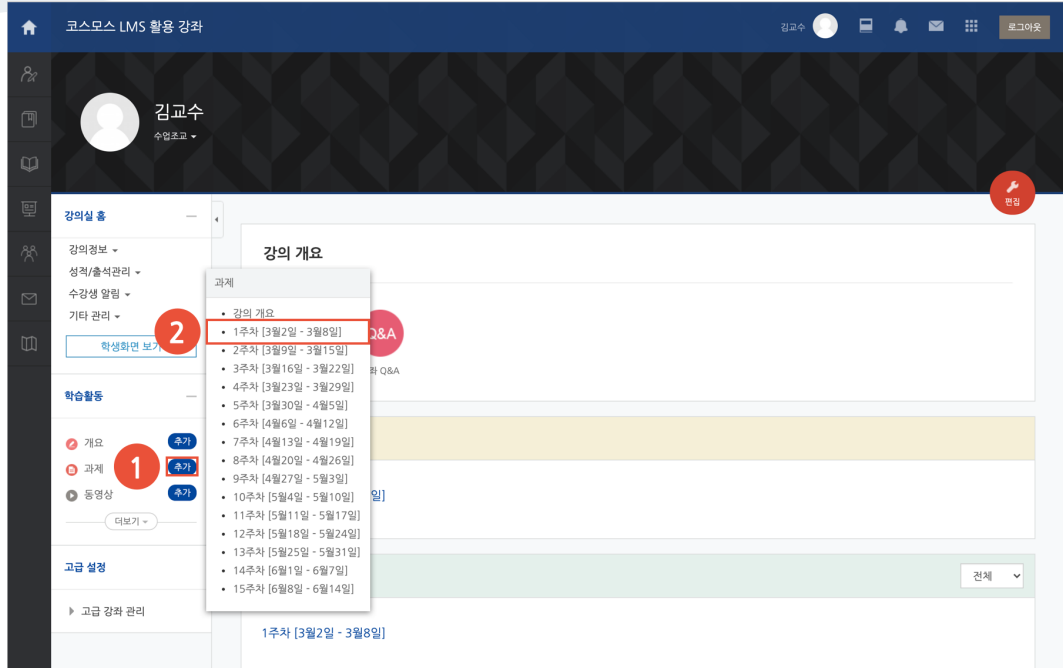 코스모스 LMS 활용 강좌
김교수
로그아웃
김교수
수업조교
편집
강의실 홈
강의정보
성적/출석관리
수강생 알림
기타 관리
학생화면 보기
학습활동
개요 추가
과제 1 추가
동영상 추가
더보기
고급 설정
고급 강좌 관리
2
과제
강의 개요
1주차 [3월2일 - 3월8일]
2주차 [3월9일 - 3월15일]
3주차 [3월16일 - 3월22일]
4주차 [3월23일 - 3월29일]
5주차 [3월30일 - 4월5일]
6주차 [4월6일 - 4월12일]
7주차 [4월13일 - 4월19일]
8주차 [4월20일 - 4월26일]
9주차 [4월27일 - 5월3일]
10주차 [5월4일 - 5월10일]
11주차 [5월11일 - 5월17일]
12주차 [5월18일 - 5월24일]
13주차 [5월25일 - 5월31일]
14주차 [6월1일 - 6월7일]
15주차 [6월8일 - 6월14일]
강의 개요
Q&A
Q&A
일]
전체
1주차 [3월2일 - 3월8일]